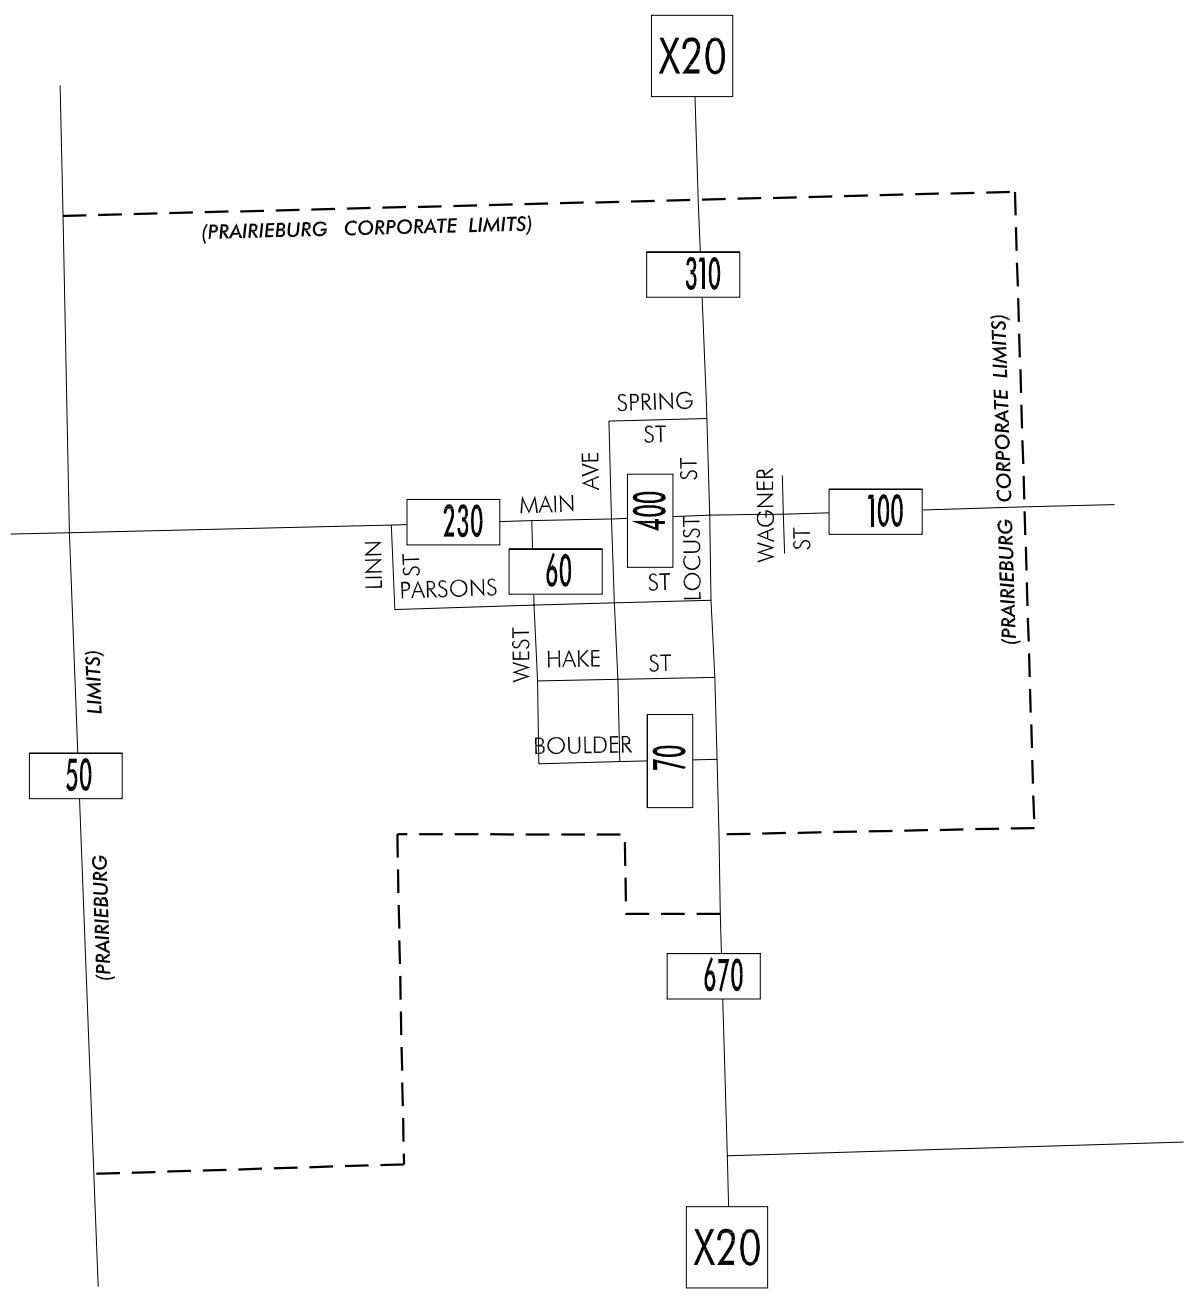 X20
(PRAIRIEBURG CORPORATE LIMITS)
310
(PRAIRIEBURG CORPORATE LIMITS)
SPRING
ST
AVE
ST
400
LOCUST
WAGNER
ST
100
MAIN
230
LINN
ST
60
PARSONS
ST
WEST
HAKE
ST
BOULDER
70
(PRAIRIEBURG LIMITS)
50
670
X20